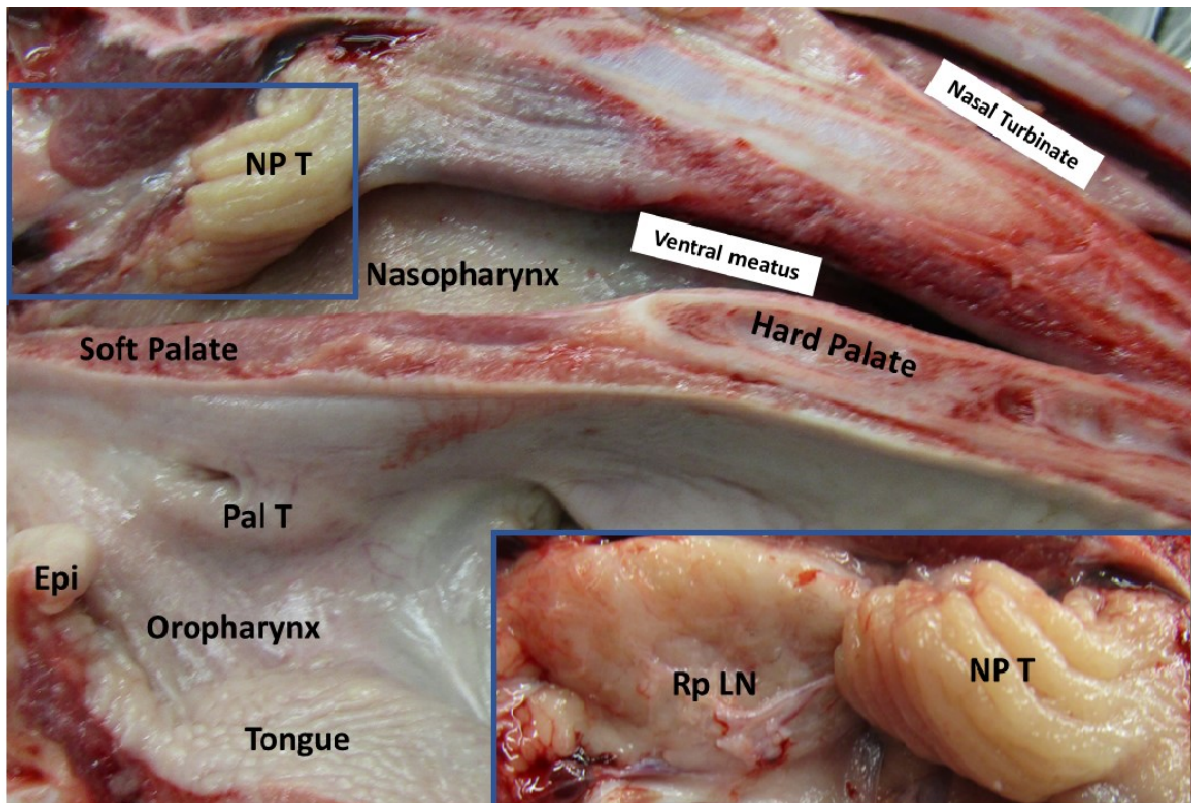 Nasal Turbinate
NP T
Ventral meatus
Nasopharynx
Hard Palate
Soft Palate
Pal T
Epi
Oropharynx
Rp LN
NP T
Tongue